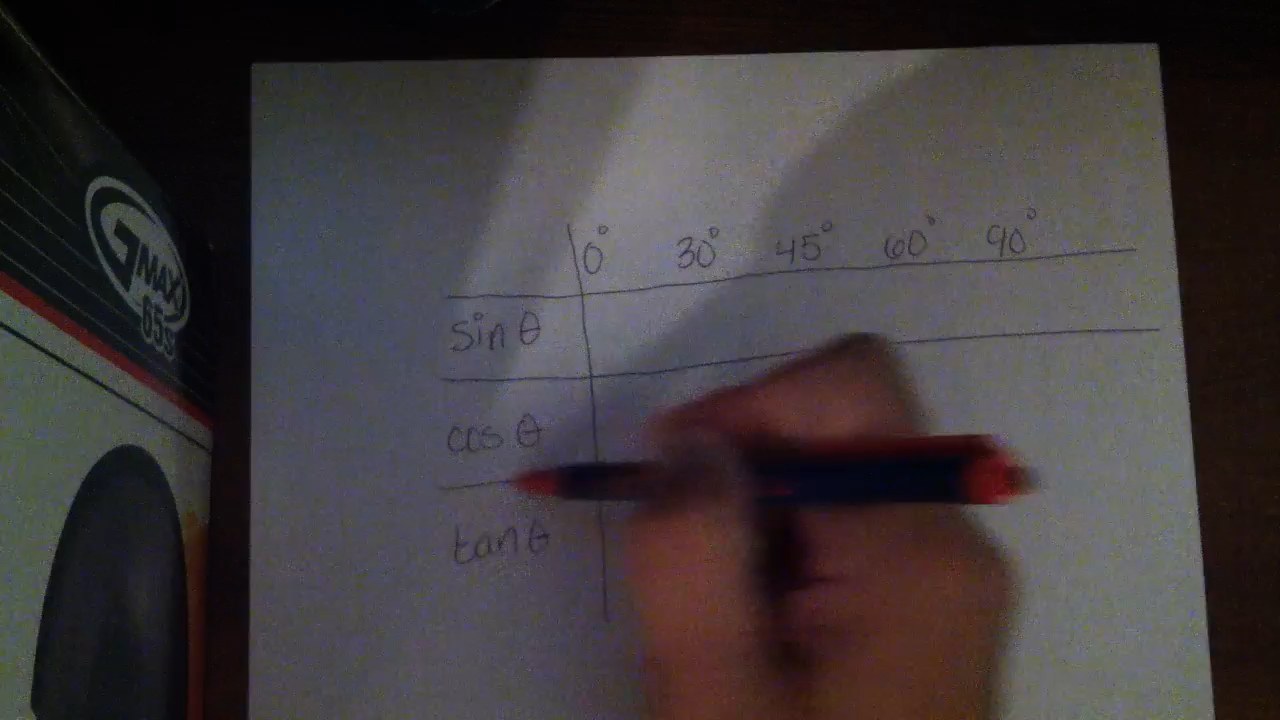 0° 30° 45° 60° 90°
sin θ
cos θ
tan θ
GMAX
65S